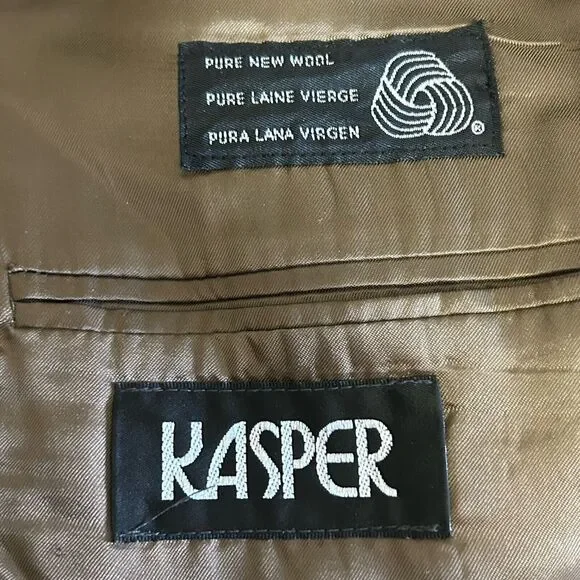 PURE NEW WOOL
PURE LAINE VIERGE
PURA LANA VIRGEN
®
KASPER